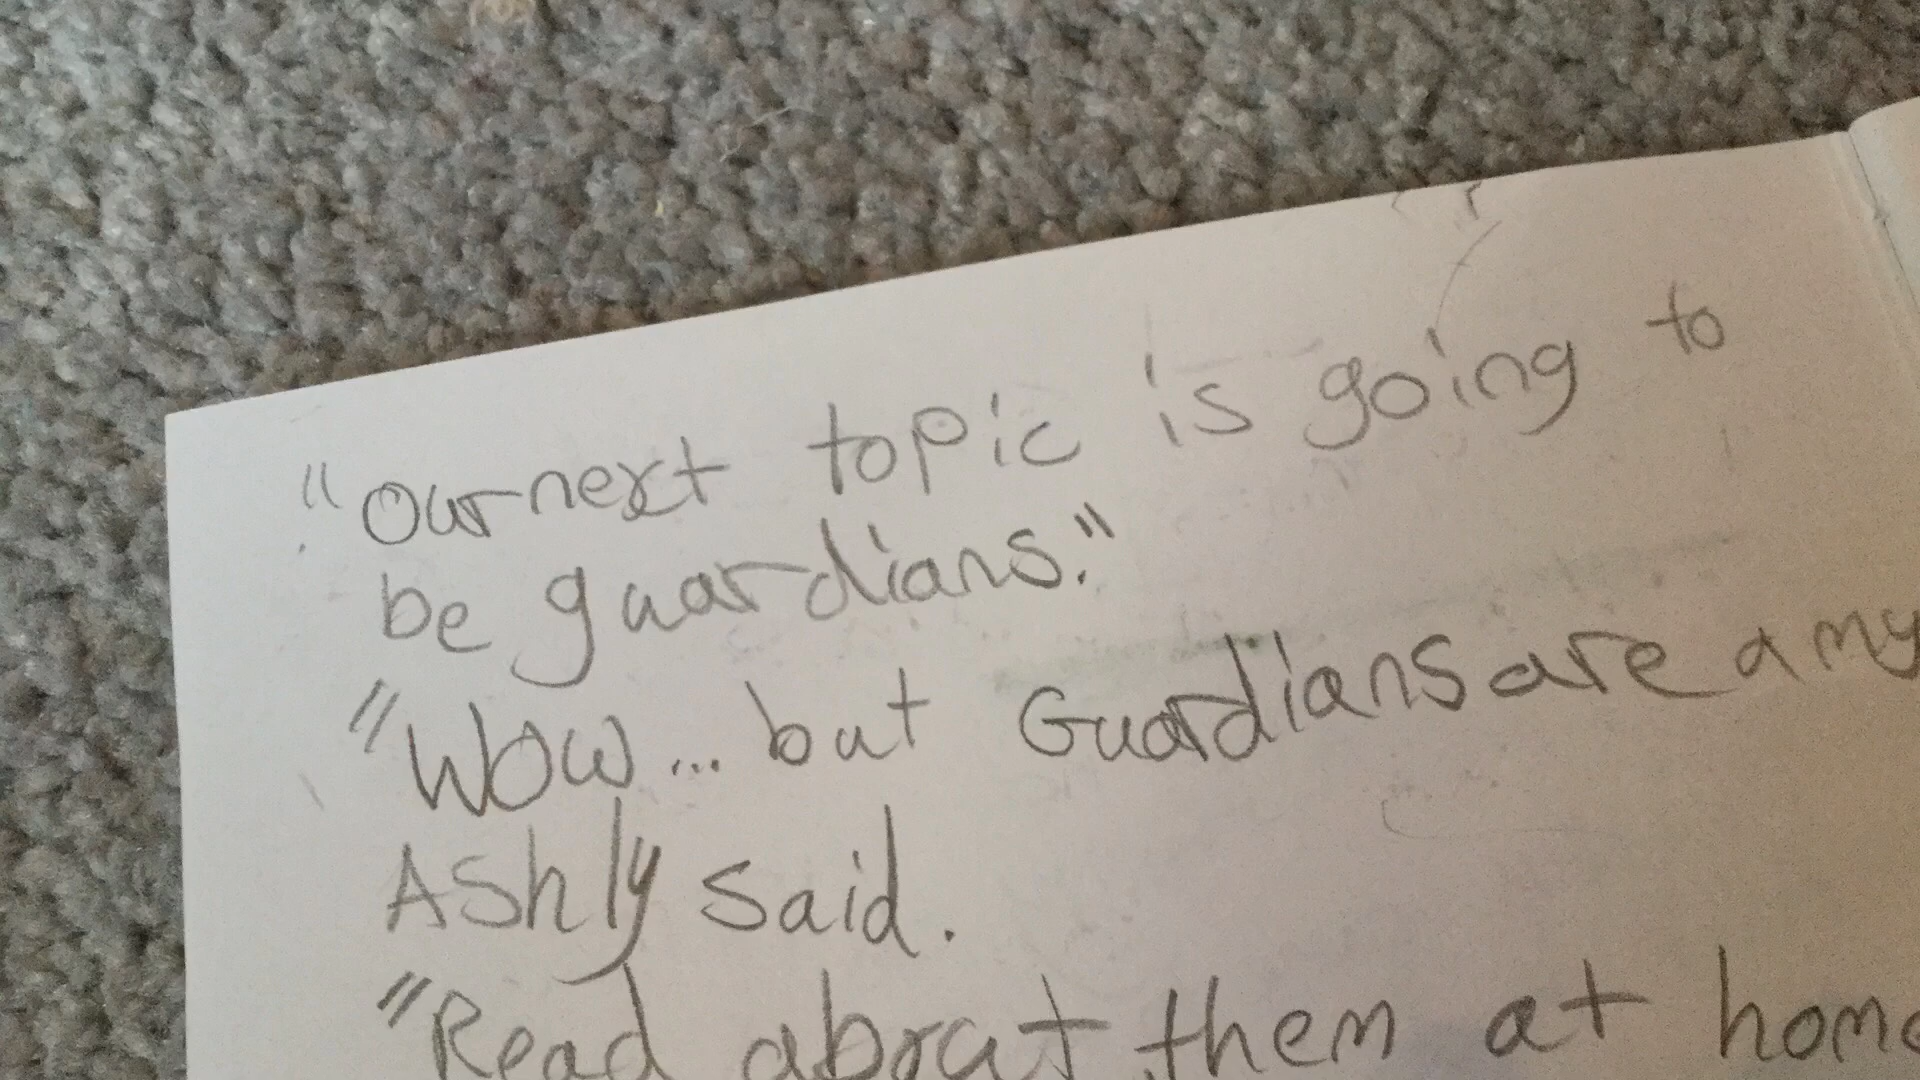 "Our next topic is going to
be guardians."
"Wow... but Guardians are a my
Ashly said.
"Read about them at home